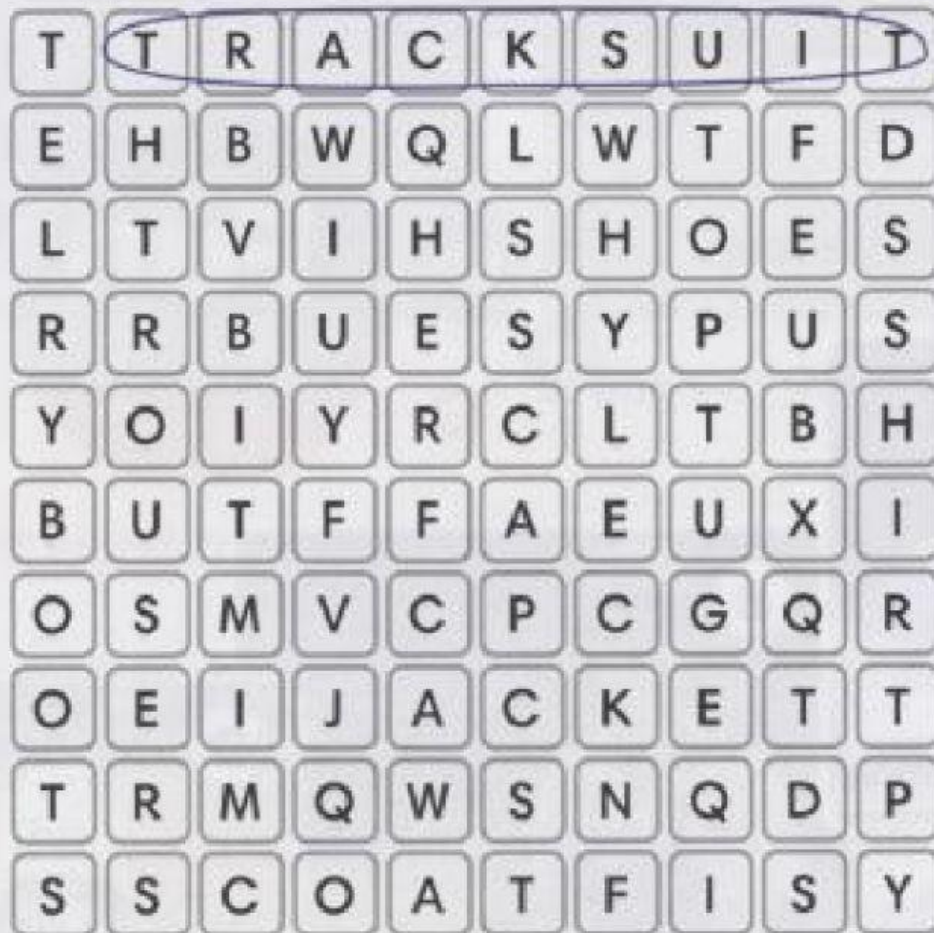 T T R A C K S U I T
E H B W Q L W T F D
L T V I H S H O E S
R R B U E S Y P U S
Y O I Y R C L T B H
B U T F F A E U X I
O S M V C P C G Q R
O E I J A C K E T T
T R M Q W S N Q D P
S S C O A T F I S Y